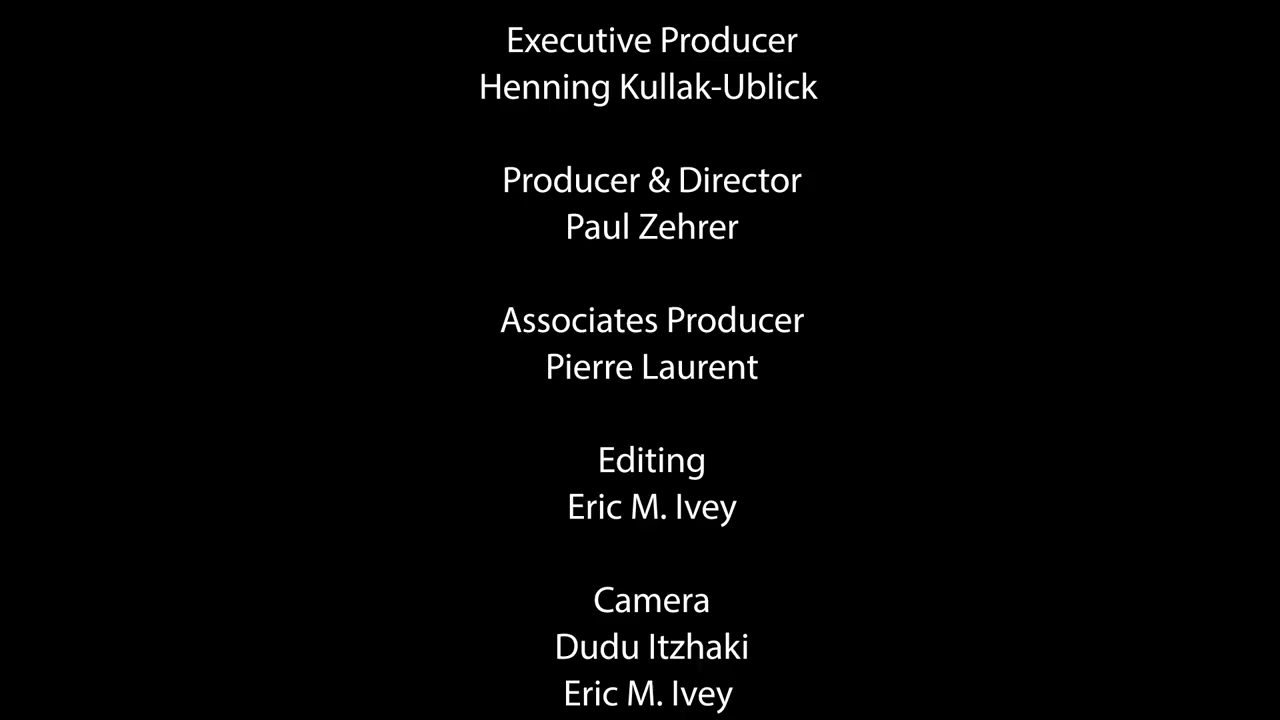 Executive Producer
Henning Kullak-Ublick
Producer & Director
Paul Zehrer
Associates Producer
Pierre Laurent
Editing
Eric M. Ivey
Camera
Dudu Itzhaki
Eric M. Ivey